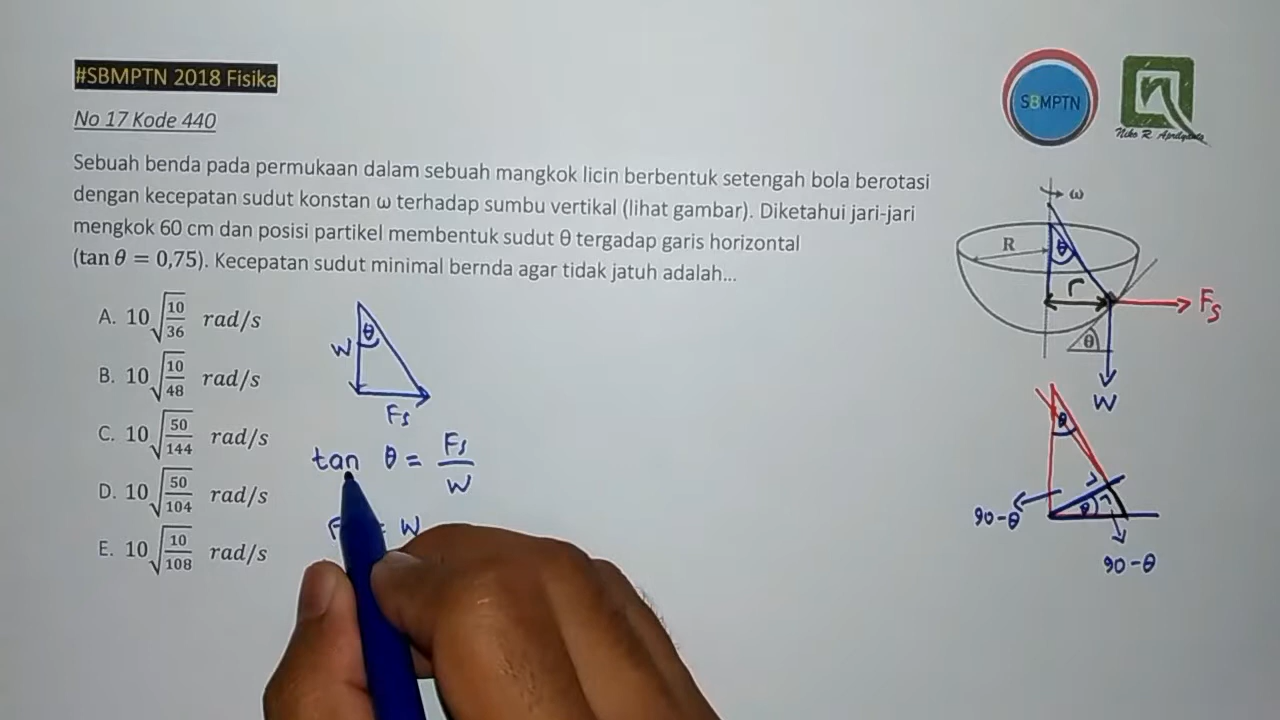 #SBMPTN 2018 Fisika
No 17 Kode 440
SBMPTN
Niko R. Aprilyanto
Sebuah benda pada permukaan dalam sebuah mangkok licin berbentuk setengah bola berotasi
dengan kecepatan sudut konstan ω terhadap sumbu vertikal (lihat gambar). Diketahui jari-jari
mengkok 60 cm dan posisi partikel membentuk sudut θ tergadap garis horizontal
(tan θ = 0,75). Kecepatan sudut minimal bernda agar tidak jatuh adalah...
A. 10 √(10/36) rad/s
B. 10 √(10/48) rad/s
C. 10 √(50/144) rad/s
D. 10 √(50/104) rad/s
E. 10 √(10/108) rad/s
θ
W
Fs
tan θ = Fs/W
= W
ω
R
θ
r
Fs
θ
W
θ
θ
90-θ
90-θ